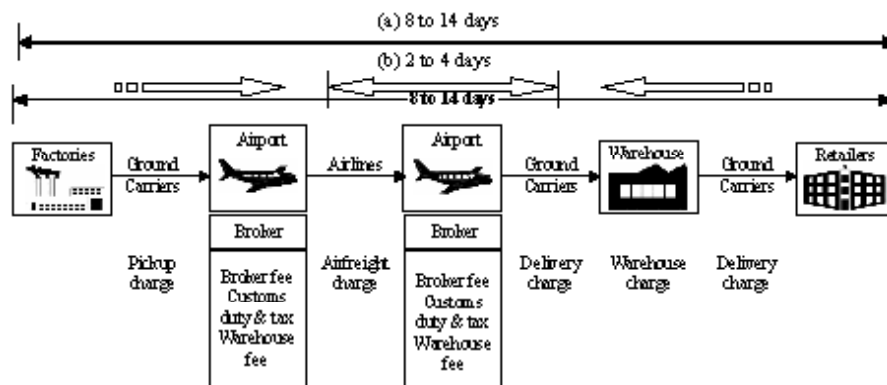 (a) 8 to 14 days
(b) 2 to 4 days
8 to 14 days
Factories
Ground
Carriers
Airport
Airlines
Airport
Ground
Carriers
Warehouse
Ground
Carriers
Retailers
Broker
Broker
Pickup
charge
Broker fee
Customs
duty & tax
Warehouse
fee
Airfreight
charge
Broker fee
Customs
duty & tax
Warehouse
fee
Delivery
charge
Warehouse
charge
Delivery
charge